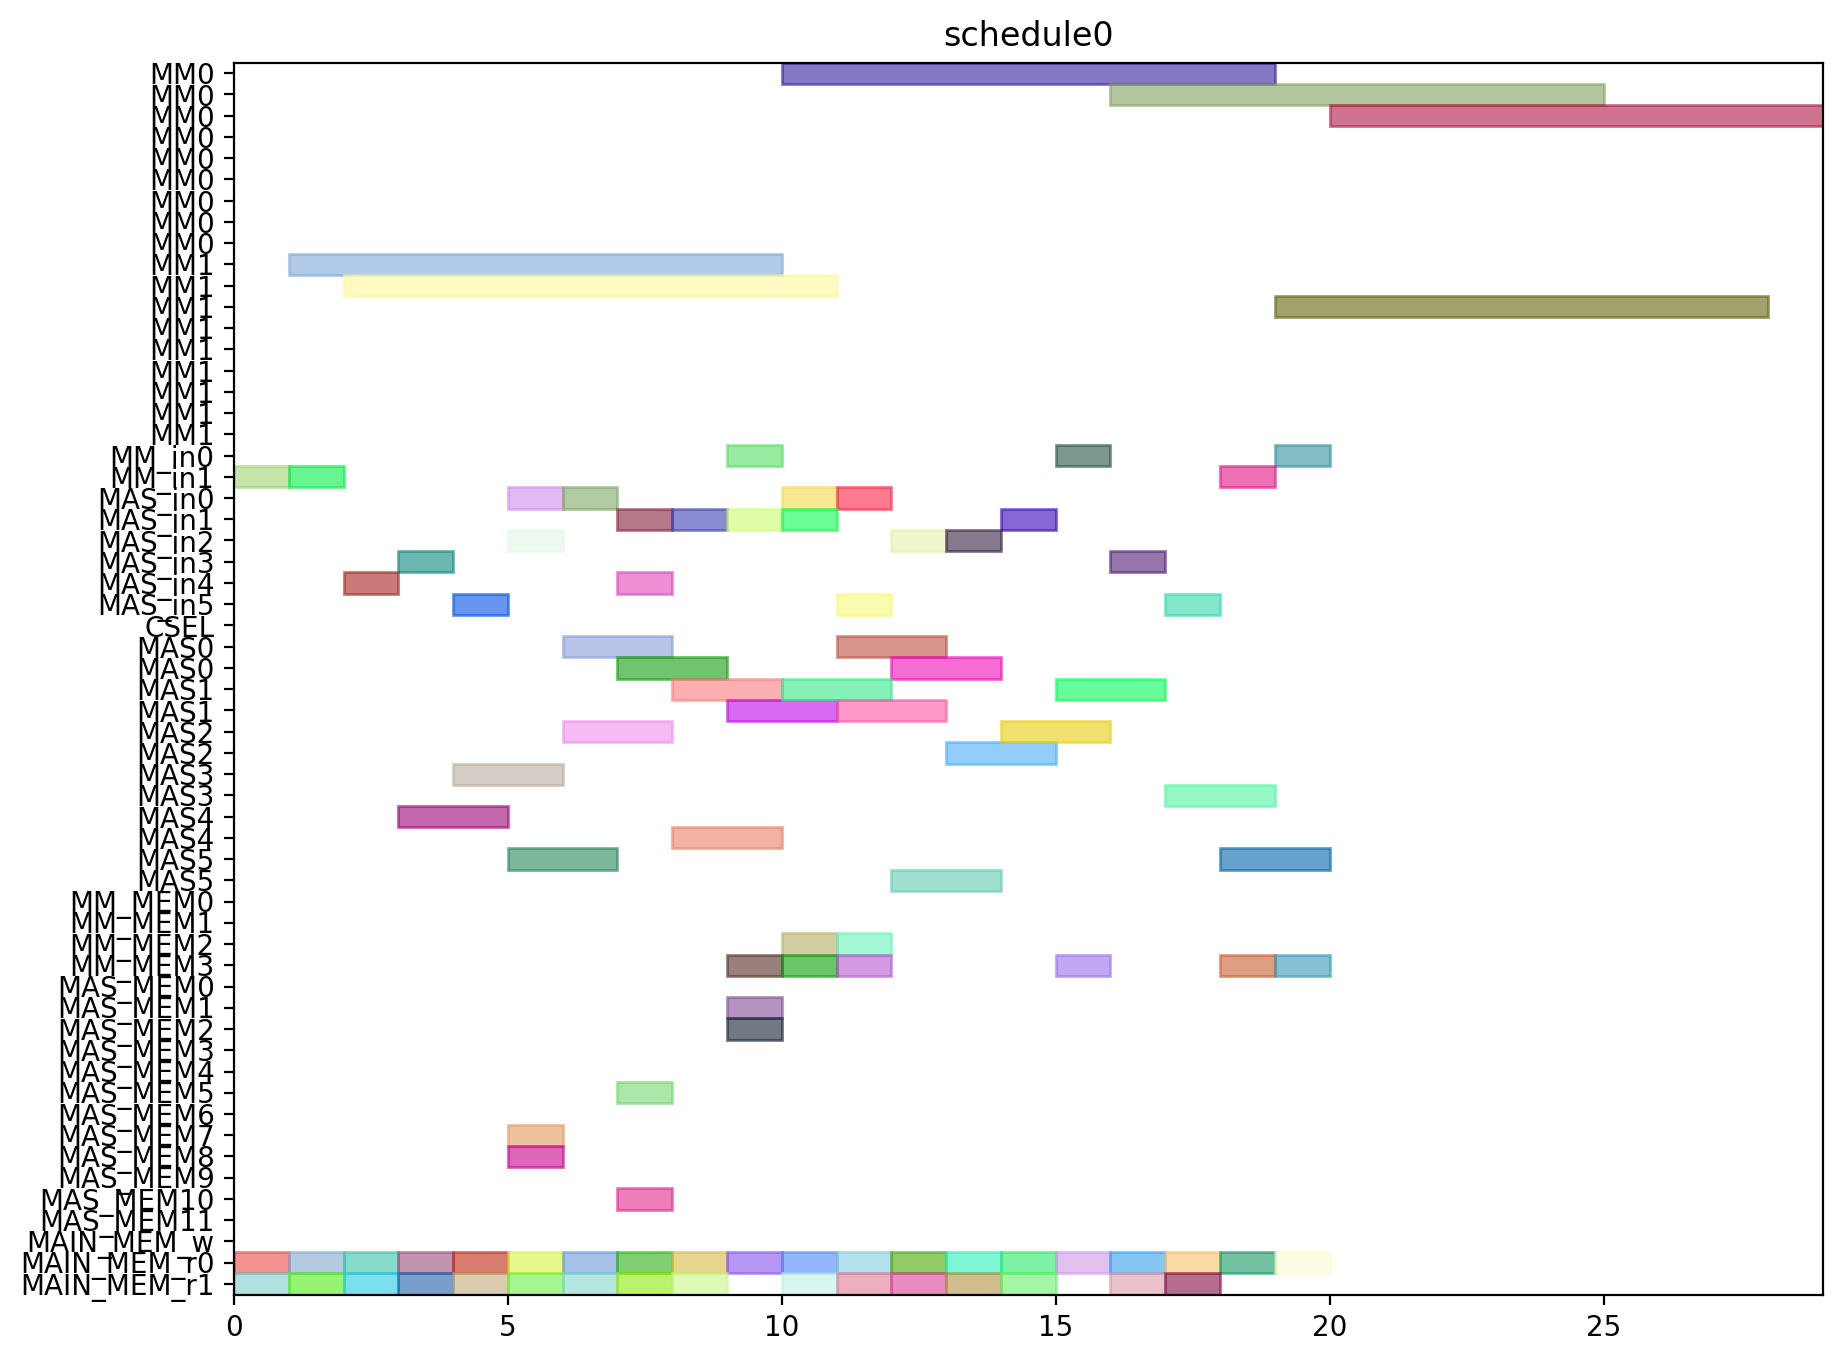 schedule0
MM0
MM0
MM0
MM0
MM0
MM0
MM0
MM0
MM0
MM1
MM1
MM1
MM1
MM1
MM1
MM1
MM1
MM1
MM_in0
MM_in1
MAS_in0
MAS_in1
MAS_in2
MAS_in3
MAS_in4
MAS_in5
CSEL
MAS0
MAS0
MAS1
MAS1
MAS2
MAS2
MAS3
MAS3
MAS4
MAS4
MAS5
MAS5
MM_MEM0
MM_MEM1
MM_MEM2
MM_MEM3
MAS_MEM0
MAS_MEM1
MAS_MEM2
MAS_MEM3
MAS_MEM4
MAS_MEM5
MAS_MEM6
MAS_MEM7
MAS_MEM8
MAS_MEM9
MAS_MEM10
MAS_MEM11
MAIN_MEM_w
MAIN_MEM_r0
MAIN_MEM_r1
0 5 10 15 20 25